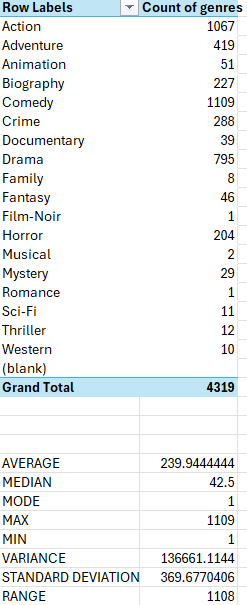 Row Labels Count of genres
Action 1067
Adventure 419
Animation 51
Biography 227
Comedy 1109
Crime 288
Documentary 39
Drama 795
Family 8
Fantasy 46
Film-Noir 1
Horror 204
Musical 2
Mystery 29
Romance 1
Sci-Fi 11
Thriller 12
Western 10
(blank)
Grand Total 4319
AVERAGE 239.9444444
MEDIAN 42.5
MODE 1
MAX 1109
MIN 1
VARIANCE 136661.1144
STANDARD DEVIATION 369.6770406
RANGE 1108